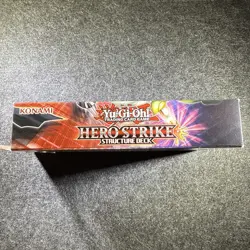 KONAMI
Yu-Gi-Oh!
TRADING CARD GAME
HERO STRIKE
STRUCTURE DECK